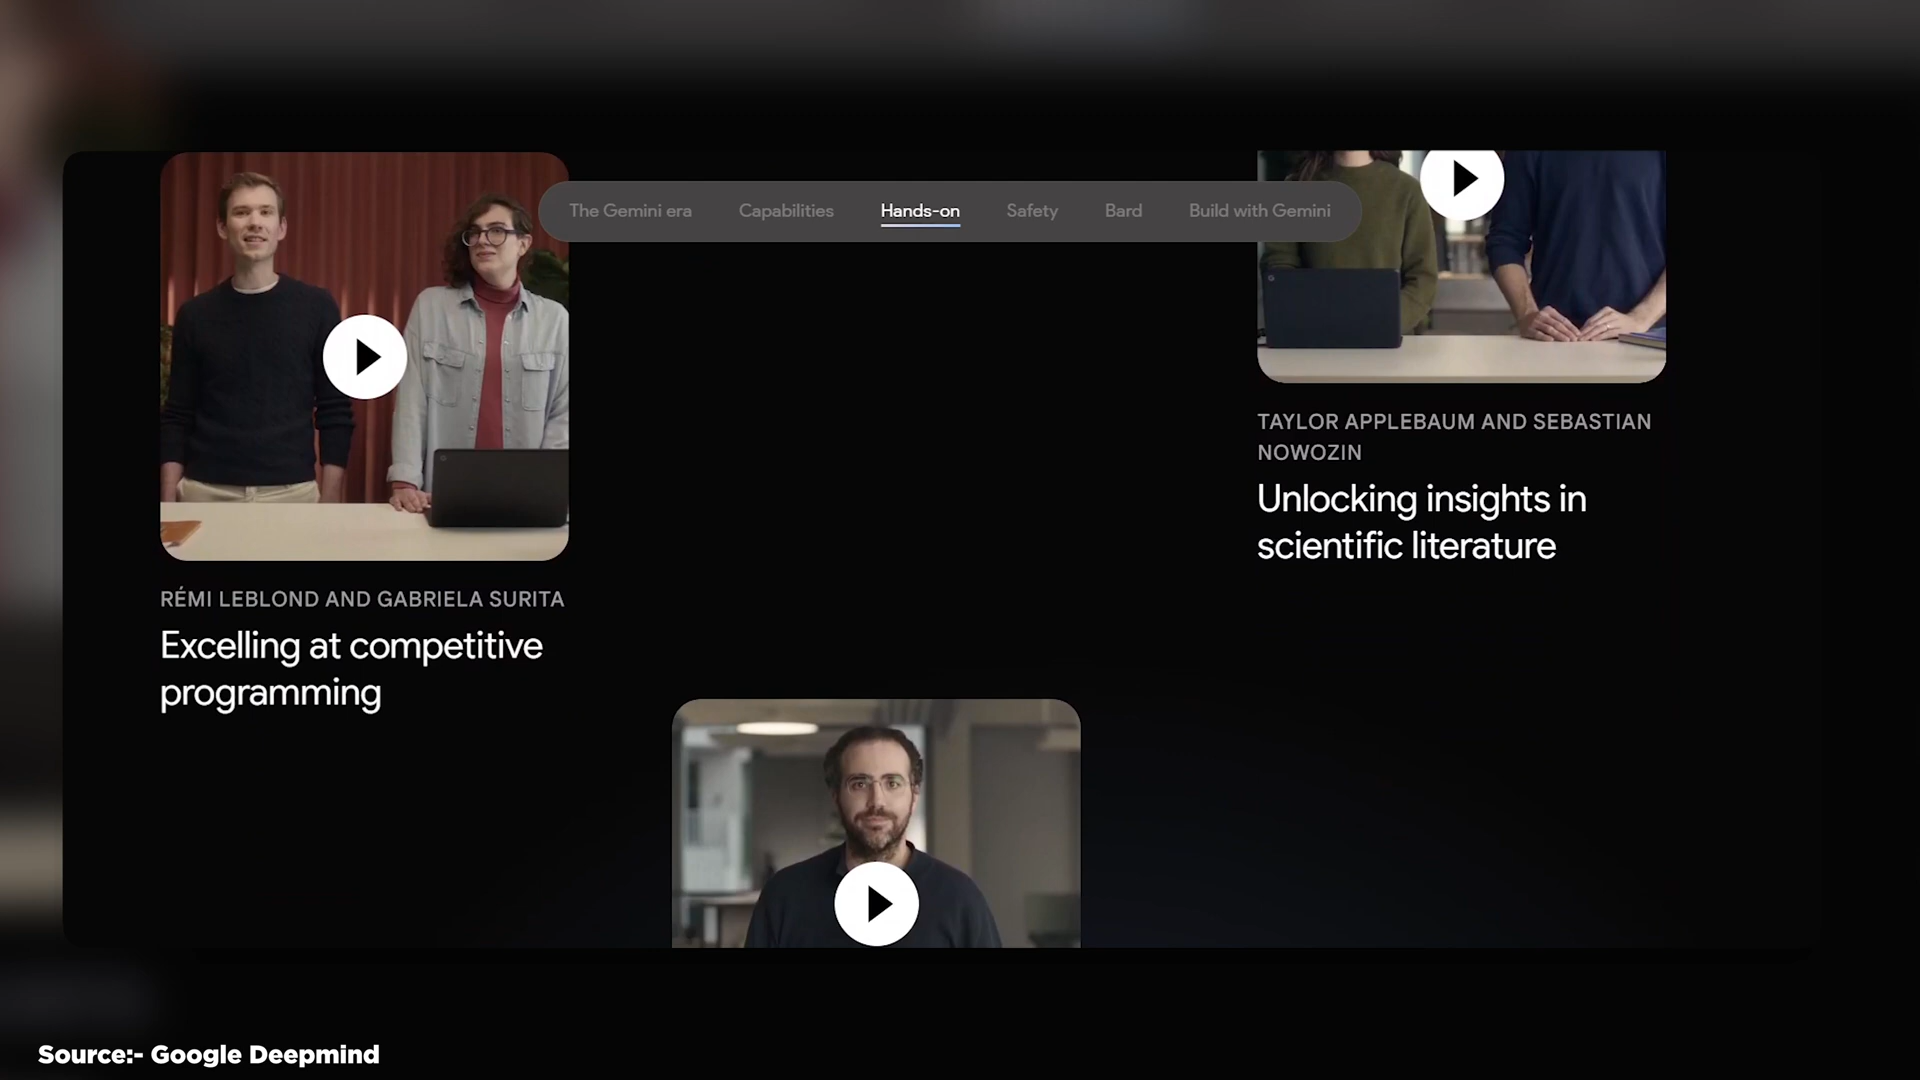 The Gemini era
Capabilities
Hands-on
Safety
Bard
Build with Gemini
TAYLOR APPLEBAUM AND SEBASTIAN
NOWOZIN
Unlocking insights in
scientific literature
RÉMI LEBLOND AND GABRIELA SURITA
Excelling at competitive
programming
Source:- Google Deepmind